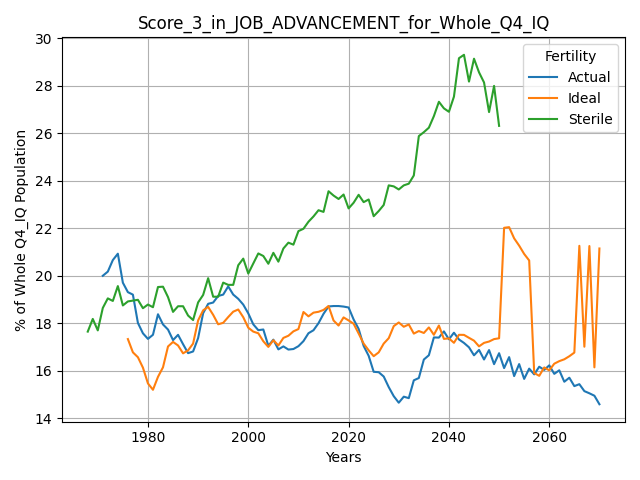 Score_3_in_JOB_ADVANCEMENT_for_Whole_Q4_IQ
% of Whole Q4_IQ Population
30
28
26
24
22
20
18
16
14
Fertility
Actual
Ideal
Sterile
1980
2000
2020
2040
2060
Years